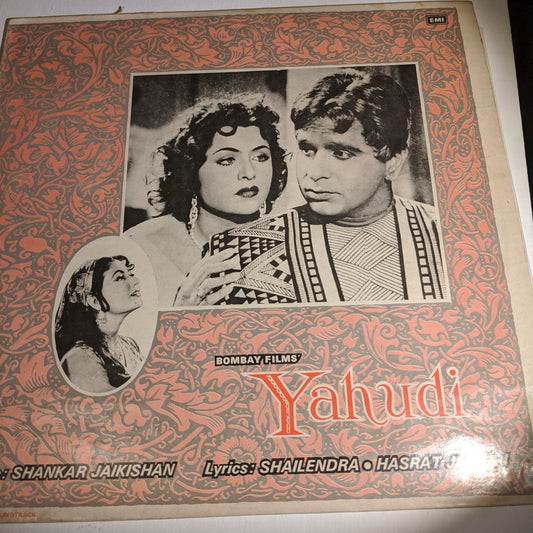 EMI
BOMBAY FILMS'
Yahudi
: SHANKAR JAIKISHAN Lyrics: SHAILENDRA • HASRAT